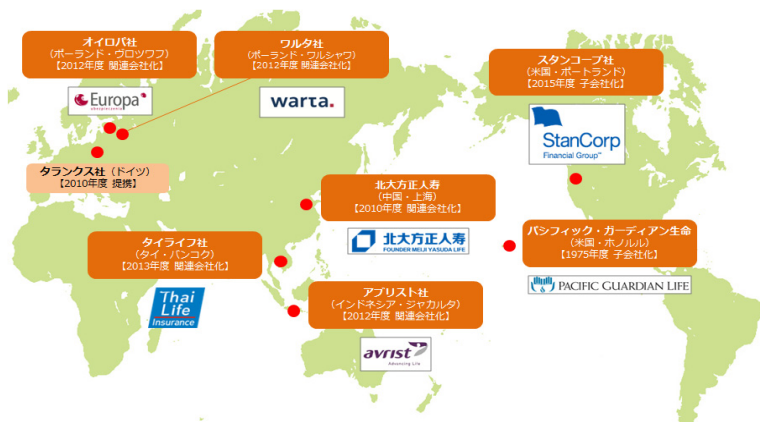 オイロパ社
(ポーランド・ヴロツワフ)
【2012年度 関連会社化】
Europa
ubezpieczenia
ワルタ社
(ポーランド・ワルシャワ)
【2012年度 関連会社化】
warta.
スタンコープ社
(米国・ポートランド)
【2015年度 子会社化】
StanCorp
Financial Group™
タランクス社(ドイツ)
【2010年度 提携】
北大方正人寿
(中国・上海)
【2010年度 関連会社化】
北大方正人寿
FOUNDER MEIJI YASUDA LIFE
パシフィック・ガーディアン生命
(米国・ホノルル)
【1975年度 子会社化】
PACIFIC GUARDIAN LIFE
タイライフ社
(タイ・バンコク)
【2013年度 関連会社化】
Thai
Life
Insurance
アブリスト社
(インドネシア・ジャカルタ)
【2012年度 関連会社化】
avrist
Advancing Life